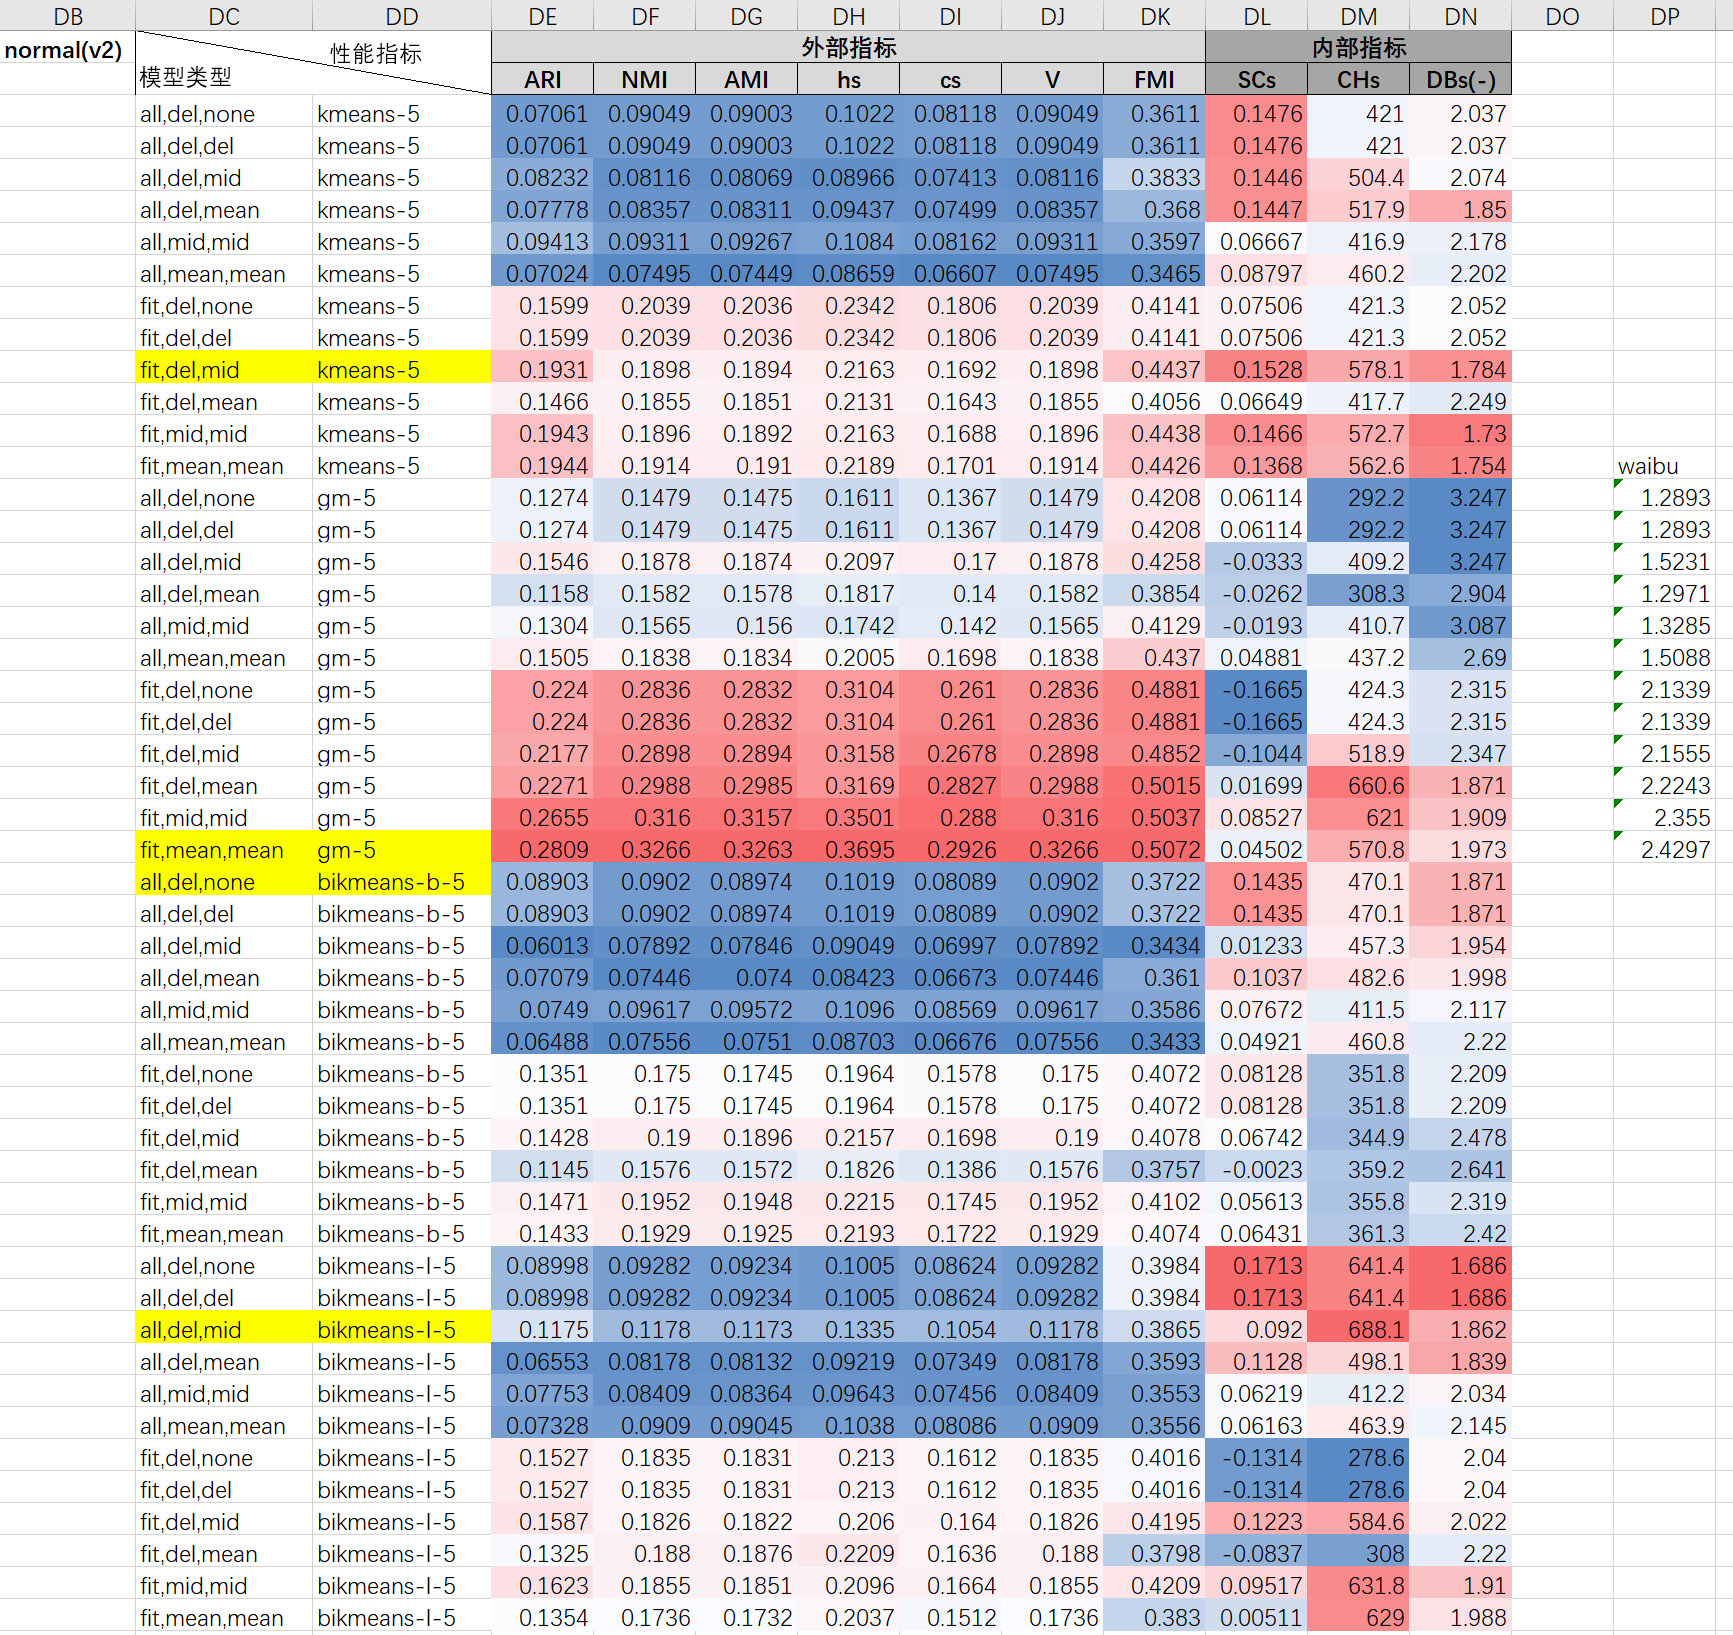 DB DC DD DE DF DG DH DI DJ DK DL DM DN DO DP
normal(v2) 性能指标 外部指标 内部指标
模型类型 ARI NMI AMI hs cs V FMI SCs CHs DBs(-)
all,del,none kmeans-5 0.07061 0.09049 0.09003 0.1022 0.08118 0.09049 0.3611 0.1476 421 2.037
all,del,del kmeans-5 0.07061 0.09049 0.09003 0.1022 0.08118 0.09049 0.3611 0.1476 421 2.037
all,del,mid kmeans-5 0.08232 0.08116 0.08069 0.08966 0.07413 0.08116 0.3833 0.1446 504.4 2.074
all,del,mean kmeans-5 0.07778 0.08357 0.08311 0.09437 0.07499 0.08357 0.368 0.1447 517.9 1.85
all,mid,mid kmeans-5 0.09413 0.09311 0.09267 0.1084 0.08162 0.09311 0.3597 0.06667 416.9 2.178
all,mean,mean kmeans-5 0.07024 0.07495 0.07449 0.08659 0.06607 0.07495 0.3465 0.08797 460.2 2.202
fit,del,none kmeans-5 0.1599 0.2039 0.2036 0.2342 0.1806 0.2039 0.4141 0.07506 421.3 2.052
fit,del,del kmeans-5 0.1599 0.2039 0.2036 0.2342 0.1806 0.2039 0.4141 0.07506 421.3 2.052
fit,del,mid kmeans-5 0.1931 0.1898 0.1894 0.2163 0.1692 0.1898 0.4437 0.1528 578.1 1.784
fit,del,mean kmeans-5 0.1466 0.1855 0.1851 0.2131 0.1643 0.1855 0.4056 0.06649 417.7 2.249
fit,mid,mid kmeans-5 0.1943 0.1896 0.1892 0.2163 0.1688 0.1896 0.4438 0.1466 572.7 1.73
fit,mean,mean kmeans-5 0.1944 0.1914 0.191 0.2189 0.1701 0.1914 0.4426 0.1368 562.6 1.754 waibu
all,del,none gm-5 0.1274 0.1479 0.1475 0.1611 0.1367 0.1479 0.4208 0.06114 292.2 3.247 1.2893
all,del,del gm-5 0.1274 0.1479 0.1475 0.1611 0.1367 0.1479 0.4208 0.06114 292.2 3.247 1.2893
all,del,mid gm-5 0.1546 0.1878 0.1874 0.2097 0.17 0.1878 0.4258 -0.0333 409.2 3.247 1.5231
all,del,mean gm-5 0.1158 0.1582 0.1578 0.1817 0.14 0.1582 0.3854 -0.0262 308.3 2.904 1.2971
all,mid,mid gm-5 0.1304 0.1565 0.156 0.1742 0.142 0.1565 0.4129 -0.0193 410.7 3.087 1.3285
all,mean,mean gm-5 0.1505 0.1838 0.1834 0.2005 0.1698 0.1838 0.437 0.04881 437.2 2.69 1.5088
fit,del,none gm-5 0.224 0.2836 0.2832 0.3104 0.261 0.2836 0.4881 -0.1665 424.3 2.315 2.1339
fit,del,del gm-5 0.224 0.2836 0.2832 0.3104 0.261 0.2836 0.4881 -0.1665 424.3 2.315 2.1339
fit,del,mid gm-5 0.2177 0.2898 0.2894 0.3158 0.2678 0.2898 0.4852 -0.1044 518.9 2.347 2.1555
fit,del,mean gm-5 0.2271 0.2988 0.2985 0.3169 0.2827 0.2988 0.5015 0.01699 660.6 1.871 2.2243
fit,mid,mid gm-5 0.2655 0.316 0.3157 0.3501 0.288 0.316 0.5037 0.08527 621 1.909 2.355
fit,mean,mean gm-5 0.2809 0.3266 0.3263 0.3695 0.2926 0.3266 0.5072 0.04502 570.8 1.973 2.4297
all,del,none bikmeans-b-5 0.08903 0.0902 0.08974 0.1019 0.08089 0.0902 0.3722 0.1435 470.1 1.871
all,del,del bikmeans-b-5 0.08903 0.0902 0.08974 0.1019 0.08089 0.0902 0.3722 0.1435 470.1 1.871
all,del,mid bikmeans-b-5 0.06013 0.07892 0.07846 0.09049 0.06997 0.07892 0.3434 0.01233 457.3 1.954
all,del,mean bikmeans-b-5 0.07079 0.07446 0.074 0.08423 0.06673 0.07446 0.361 0.1037 482.6 1.998
all,mid,mid bikmeans-b-5 0.0749 0.09617 0.09572 0.1096 0.08569 0.09617 0.3586 0.07672 411.5 2.117
all,mean,mean bikmeans-b-5 0.06488 0.07556 0.0751 0.08703 0.06676 0.07556 0.3433 0.04921 460.8 2.22
fit,del,none bikmeans-b-5 0.1351 0.175 0.1745 0.1964 0.1578 0.175 0.4072 0.08128 351.8 2.209
fit,del,del bikmeans-b-5 0.1351 0.175 0.1745 0.1964 0.1578 0.175 0.4072 0.08128 351.8 2.209
fit,del,mid bikmeans-b-5 0.1428 0.19 0.1896 0.2157 0.1698 0.19 0.4078 0.06742 344.9 2.478
fit,del,mean bikmeans-b-5 0.1145 0.1576 0.1572 0.1826 0.1386 0.1576 0.3757 -0.0023 359.2 2.641
fit,mid,mid bikmeans-b-5 0.1471 0.1952 0.1948 0.2215 0.1745 0.1952 0.4102 0.05613 355.8 2.319
fit,mean,mean bikmeans-b-5 0.1433 0.1929 0.1925 0.2193 0.1722 0.1929 0.4074 0.06431 361.3 2.42
all,del,none bikmeans-l-5 0.08998 0.09282 0.09234 0.1005 0.08624 0.09282 0.3984 0.1713 641.4 1.686
all,del,del bikmeans-l-5 0.08998 0.09282 0.09234 0.1005 0.08624 0.09282 0.3984 0.1713 641.4 1.686
all,del,mid bikmeans-l-5 0.1175 0.1178 0.1173 0.1335 0.1054 0.1178 0.3865 0.092 688.1 1.862
all,del,mean bikmeans-l-5 0.06553 0.08178 0.08132 0.09219 0.07349 0.08178 0.3593 0.1128 498.1 1.839
all,mid,mid bikmeans-l-5 0.07753 0.08409 0.08364 0.09643 0.07456 0.08409 0.3553 0.06219 412.2 2.034
all,mean,mean bikmeans-l-5 0.07328 0.0909 0.09045 0.1038 0.08086 0.0909 0.3556 0.06163 463.9 2.145
fit,del,none bikmeans-l-5 0.1527 0.1835 0.1831 0.213 0.1612 0.1835 0.4016 -0.1314 278.6 2.04
fit,del,del bikmeans-l-5 0.1527 0.1835 0.1831 0.213 0.1612 0.1835 0.4016 -0.1314 278.6 2.04
fit,del,mid bikmeans-l-5 0.1587 0.1826 0.1822 0.206 0.164 0.1826 0.4195 0.1223 584.6 2.022
fit,del,mean bikmeans-l-5 0.1325 0.188 0.1876 0.2209 0.1636 0.188 0.3798 -0.0837 308 2.22
fit,mid,mid bikmeans-l-5 0.1623 0.1855 0.1851 0.2096 0.1664 0.1855 0.4209 0.09517 631.8 1.91
fit,mean,mean bikmeans-l-5 0.1354 0.1736 0.1732 0.2037 0.1512 0.1736 0.383 0.00511 629 1.988